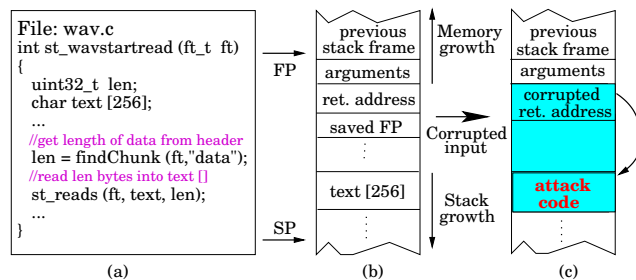 File: wav.c
int st_wavstartread (ft_t ft)
{
uint32_t len;
char text [256];
...
//get length of data from header
len = findChunk (ft,"data");
//read len bytes into text []
st_reads (ft, text, len);
...
}
(a)
FP
SP
previous
stack frame
arguments
ret. address
saved FP
text [256]
(b)
Memory
growth
Corrupted
input
Stack
growth
previous
stack frame
arguments
corrupted
ret. address
attack
code
(c)